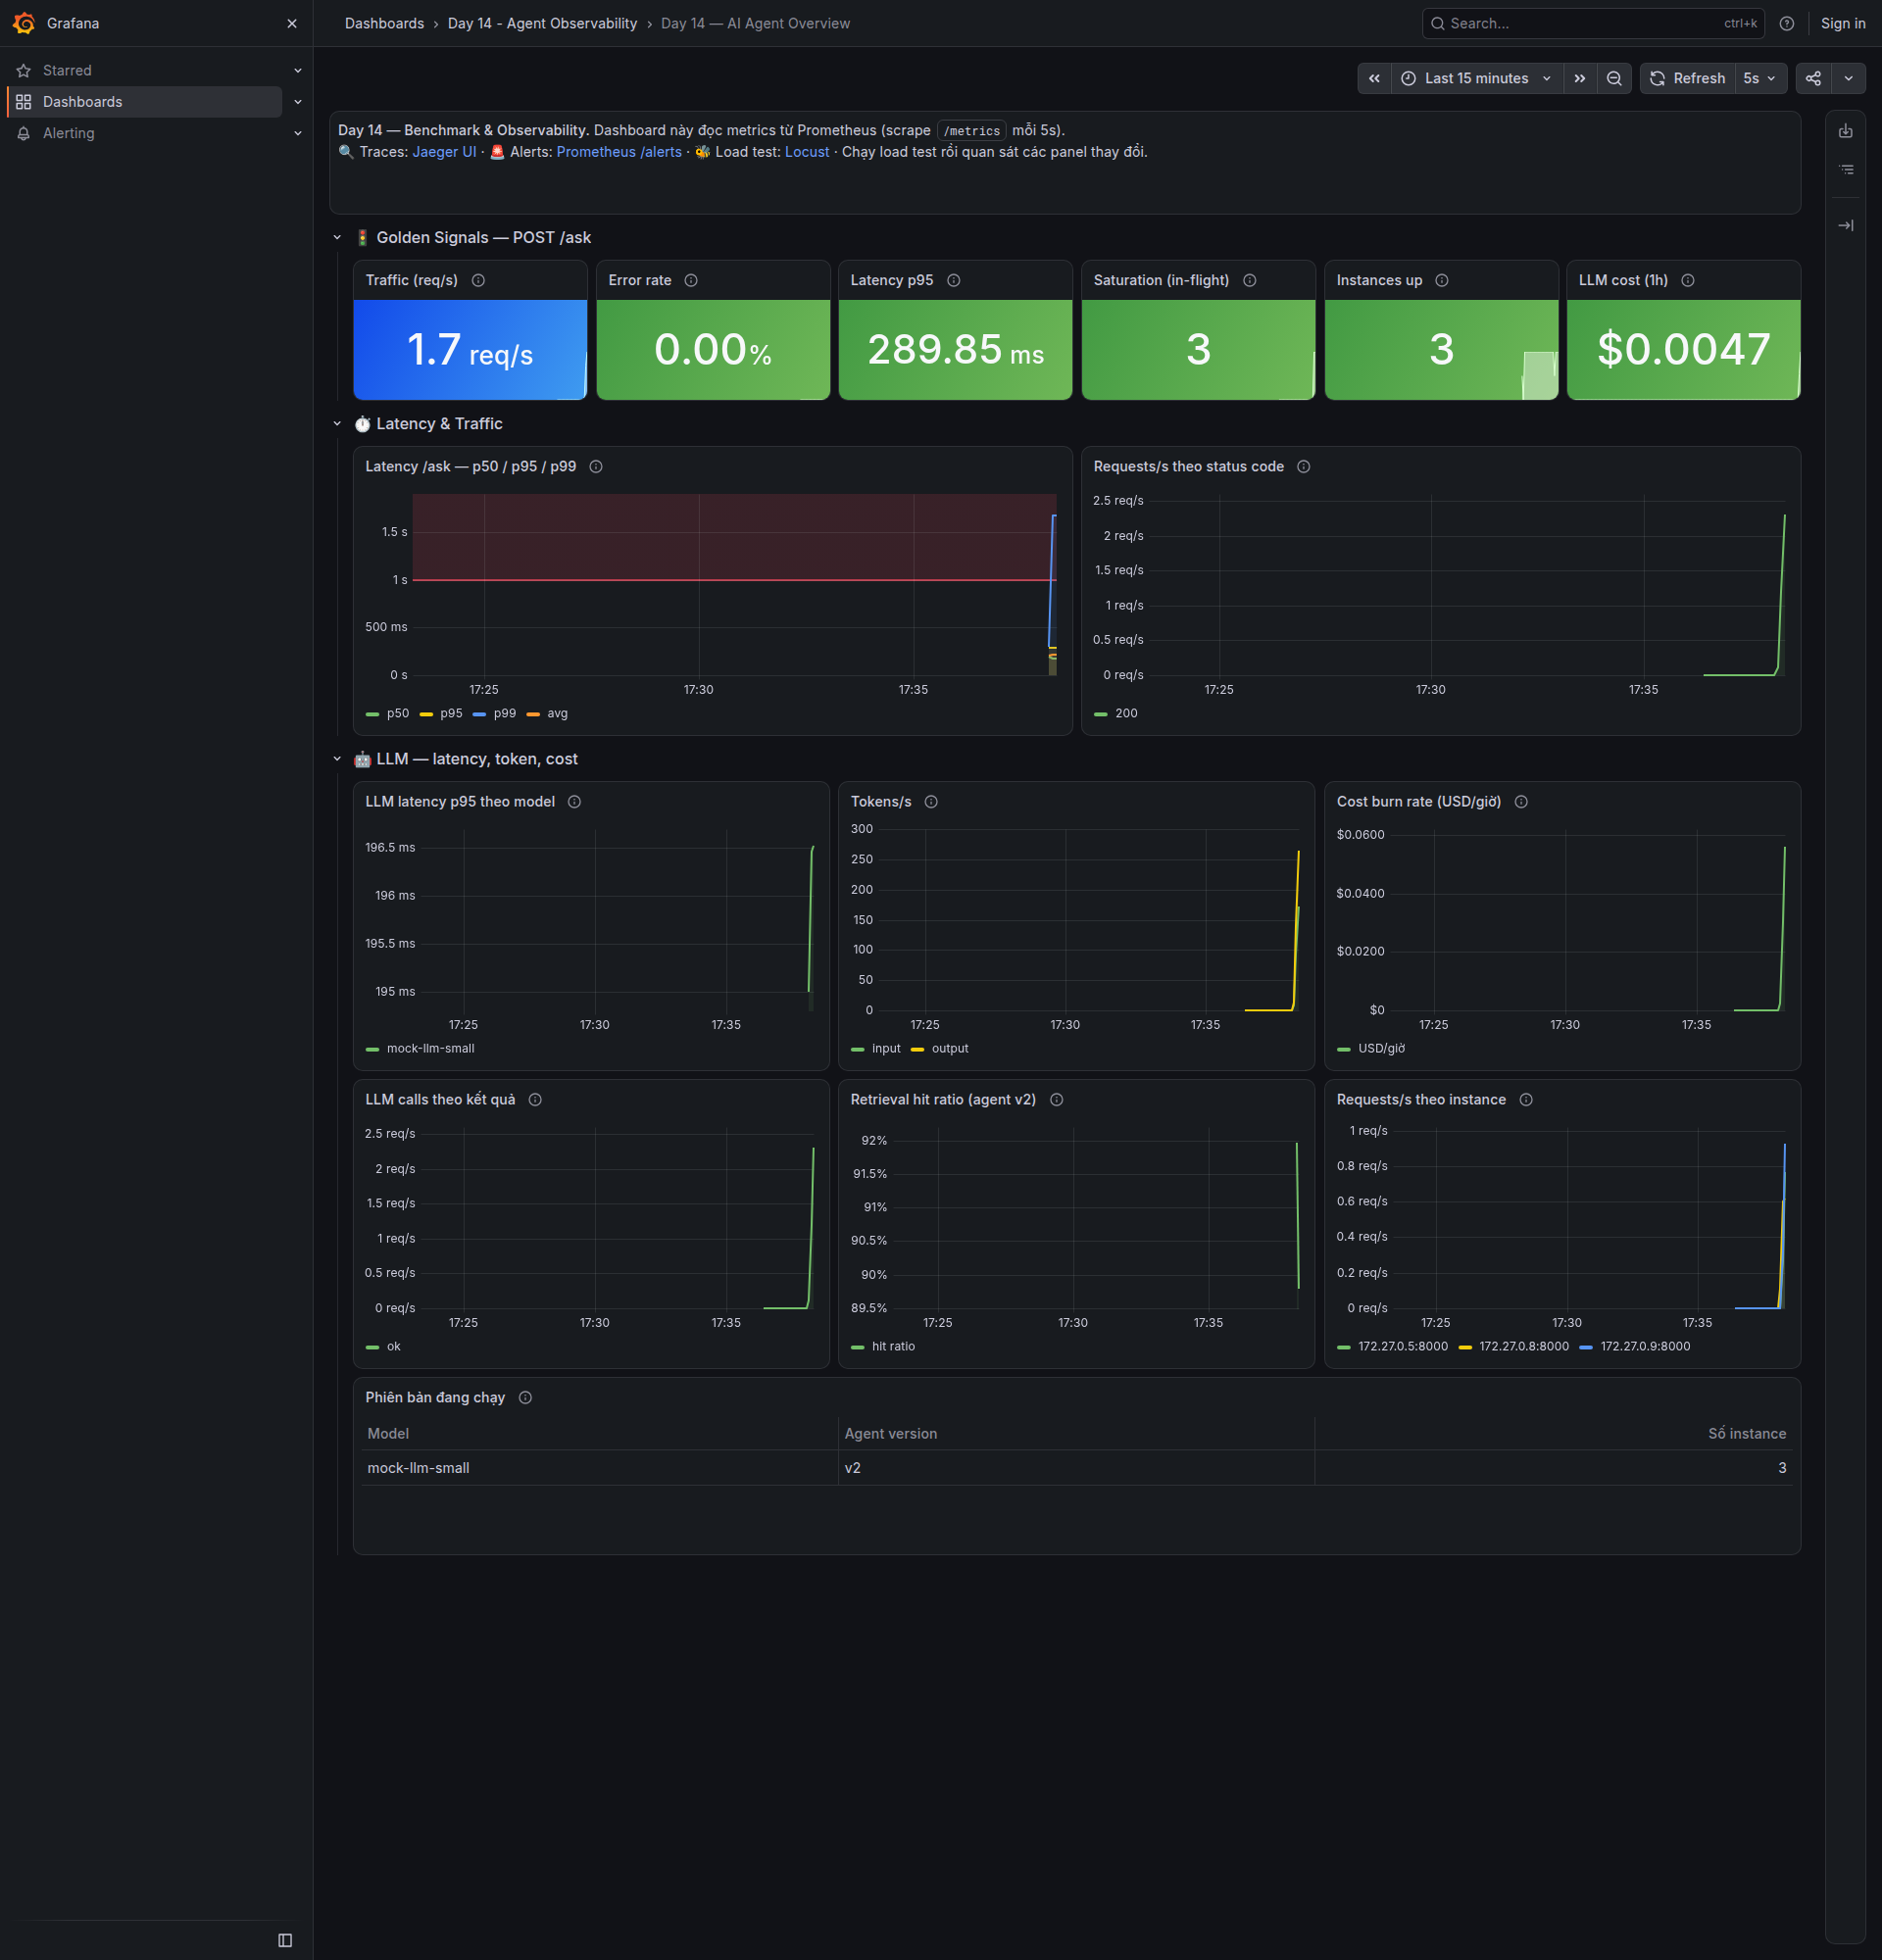 Grafana
Dashboards › Day 14 - Agent Observability › Day 14 — AI Agent Overview
Search...
ctrl+k
Sign in
Starred
Dashboards
Alerting
Last 15 minutes
Refresh
5s
Day 14 — Benchmark & Observability. Dashboard này đọc metrics từ Prometheus (scrape /metrics mỗi 5s).
🔍 Traces: Jaeger UI · 🚨 Alerts: Prometheus /alerts · 🐝 Load test: Locust · Chạy load test rồi quan sát các panel thay đổi.
🚦 Golden Signals — POST /ask
Traffic (req/s)
1.7 req/s
Error rate
0.00%
Latency p95
289.85 ms
Saturation (in-flight)
3
Instances up
3
LLM cost (1h)
$0.0047
⏱️ Latency & Traffic
Latency /ask — p50 / p95 / p99
1.5 s
1 s
500 ms
0 s
17:25 17:30 17:35
p50 p95 p99 avg
Requests/s theo status code
2.5 req/s
2 req/s
1.5 req/s
1 req/s
0.5 req/s
0 req/s
17:25 17:30 17:35
200
🤖 LLM — latency, token, cost
LLM latency p95 theo model
196.5 ms
196 ms
195.5 ms
195 ms
17:25 17:30 17:35
mock-llm-small
Tokens/s
300
250
200
150
100
50
0
17:25 17:30 17:35
input output
Cost burn rate (USD/giờ)
$0.0600
$0.0400
$0.0200
$0
17:25 17:30 17:35
USD/giờ
LLM calls theo kết quả
2.5 req/s
2 req/s
1.5 req/s
1 req/s
0.5 req/s
0 req/s
17:25 17:30 17:35
ok
Retrieval hit ratio (agent v2)
92%
91.5%
91%
90.5%
90%
89.5%
17:25 17:30 17:35
hit ratio
Requests/s theo instance
1 req/s
0.8 req/s
0.6 req/s
0.4 req/s
0.2 req/s
0 req/s
17:25 17:30 17:35
172.27.0.5:8000 172.27.0.8:8000 172.27.0.9:8000
Phiên bản đang chạy
Model Agent version Số instance
mock-llm-small v2 3